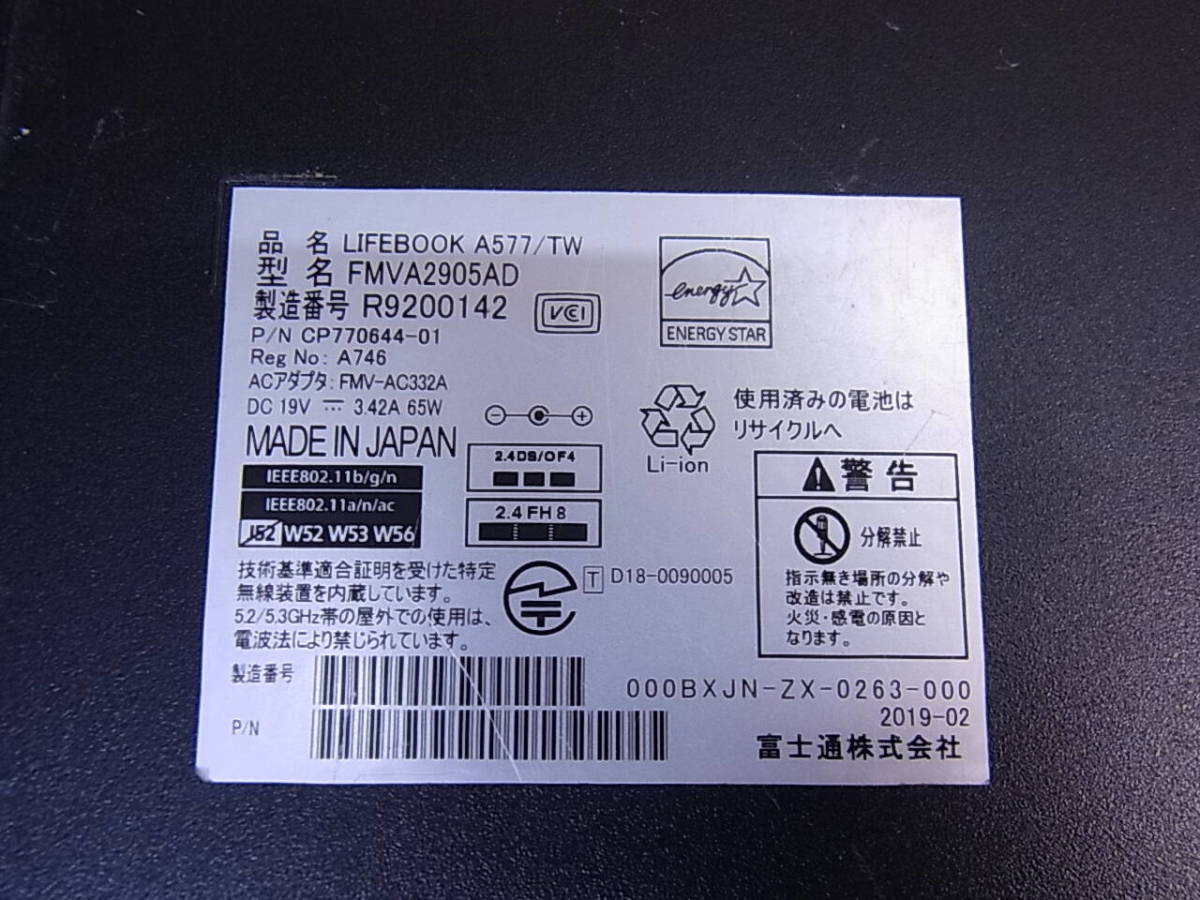 品 名 LIFEBOOK A577/TW
型 名 FMVA2905AD
製造番号 R9200142
VCCI
P/N CP770644-01
Reg No: A746
ACアダプタ: FMV-AC332A
DC 19V 3.42A 65W
MADE IN JAPAN
IEEE802.11b/g/n
IEEE802.11a/n/ac
J52 W52 W53 W56
2.4DS/OF4
2.4FH8
技術基準適合証明を受けた特定
無線装置を内蔵しています。
5.2/5.3GHz帯の屋外での使用は、
電波法により禁じられています。
T D18-0090005
製造番号
P/N
energy
ENERGY STAR
使用済みの電池は
リサイクルへ
Li-ion
警告
分解禁止
指示無き場所の分解や
改造は禁止です。
火災・感電の原因と
なります。
000BXJN-ZX-0263-000
2019-02
富士通株式会社